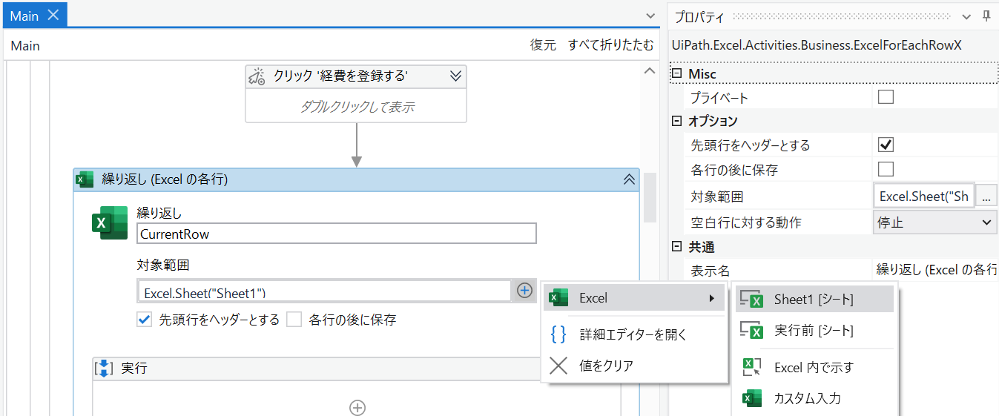 Main
Main
復元 すべて折りたたむ
クリック '経費を登録する'
ダブルクリックして表示
繰り返し (Excel の各行)
繰り返し
CurrentRow
対象範囲
Excel.Sheet("Sheet1")
先頭行をヘッダーとする 各行の後に保存
実行
Excel
詳細エディターを開く
値をクリア
Sheet1 [シート]
実行前 [シート]
Excel 内で示す
カスタム入力
プロパティ
UiPath.Excel.Activities.Business.ExcelForEachRowX
Misc
プライベート
オプション
先頭行をヘッダーとする
各行の後に保存
対象範囲 Excel.Sheet("Sh ...
空白行に対する動作 停止
共通
表示名 繰り返し (Excel の各行